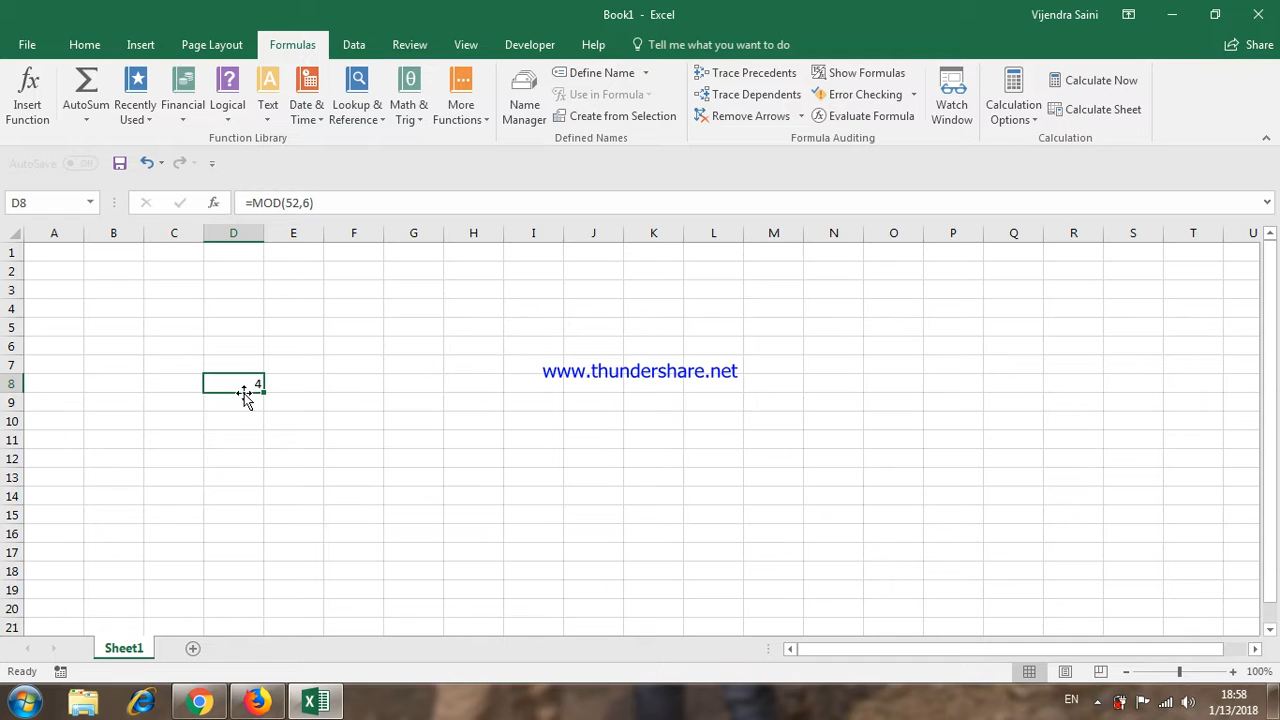 Book1 - Excel
Vijendra Saini
File Home Insert Page Layout Formulas Data Review View Developer Help Tell me what you want to do Share
Insert Function
AutoSum
Recently Used
Financial
Logical
Text
Date & Time
Lookup & Reference
Math & Trig
More Functions
Function Library
Name Manager
Define Name
Use in Formula
Create from Selection
Defined Names
Trace Precedents
Trace Dependents
Remove Arrows
Show Formulas
Error Checking
Evaluate Formula
Formula Auditing
Watch Window
Calculation Options
Calculate Now
Calculate Sheet
Calculation
AutoSave Off
D8 fx =MOD(52,6)
A B C D E F G H I J K L M N O P Q R S T U
1
2
3
4
5
6
7
www.thundershare.net
8 4
9
10
11
12
13
14
15
16
17
18
19
20
21
Sheet1
Ready 100%
EN 18:58
1/13/2018